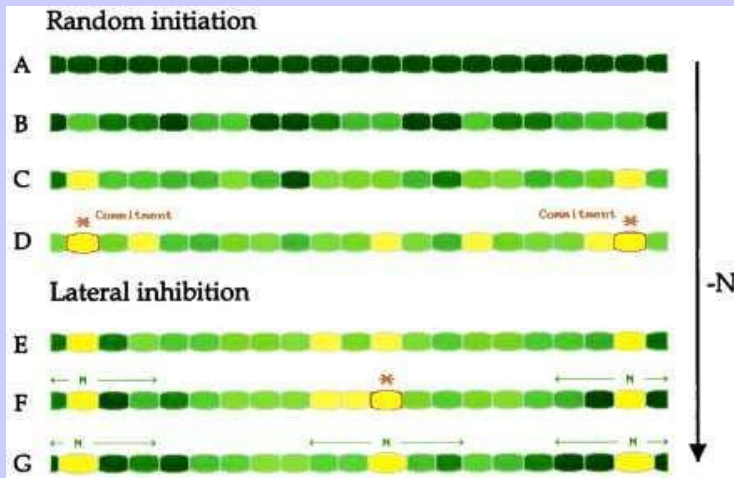 Random initiation
A
B
C
* Commitment Commitment *
D
Lateral inhibition
-N
E
← N → ← N →
*
F
← N → ← N → ← N →
G